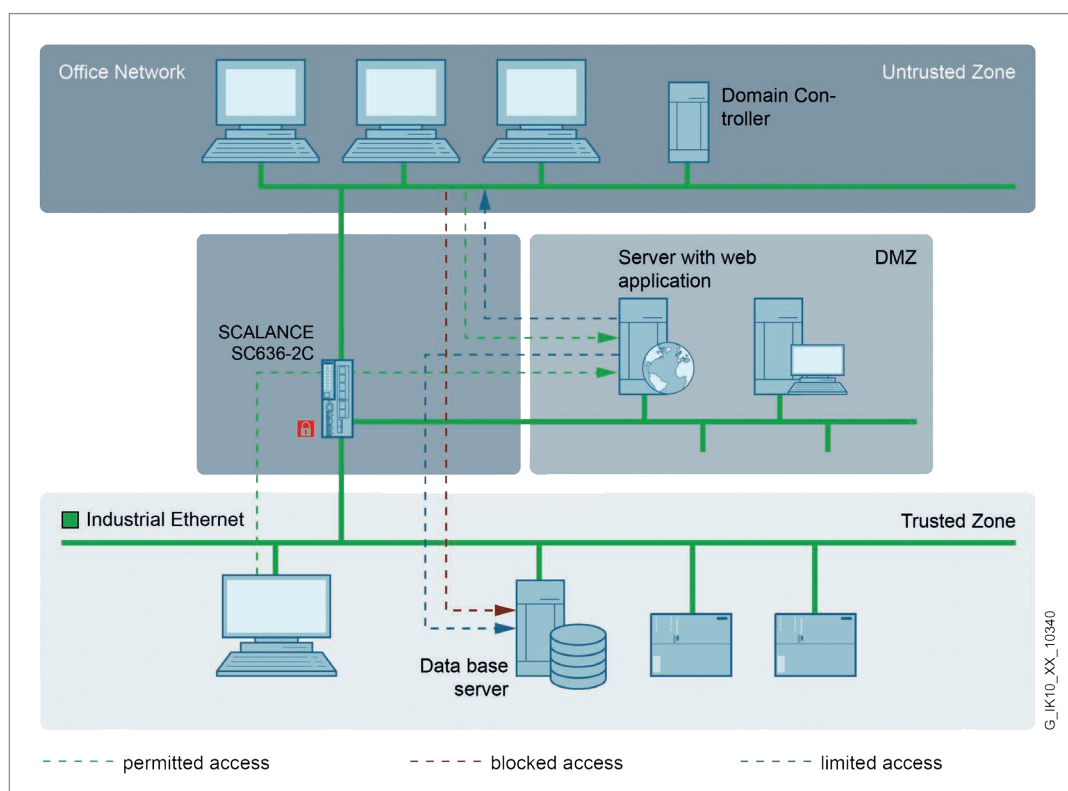 Office Network
Untrusted Zone
Domain Con-
troller
Server with web
application
DMZ
SCALANCE
SC636-2C
Industrial Ethernet
Trusted Zone
Data base
server
G_IK10_XX_10340
permitted access
blocked access
limited access